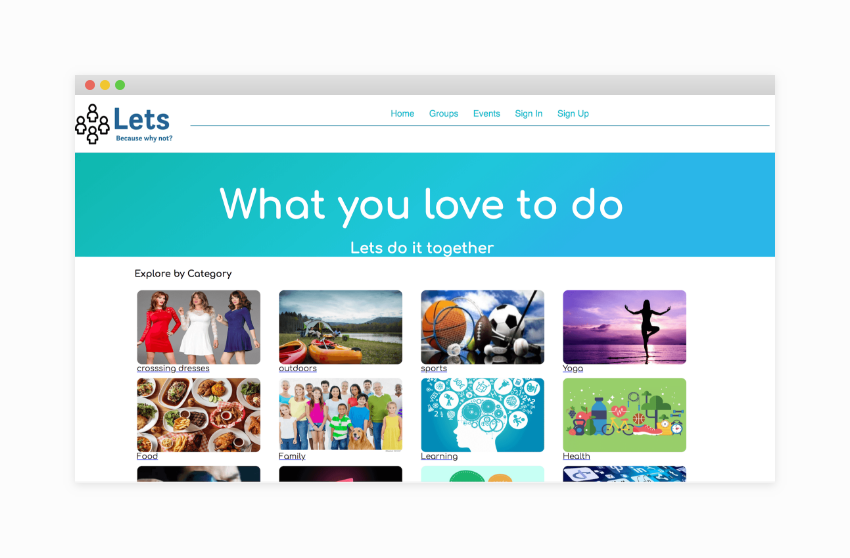 Lets
Because why not?
Home Groups Events Sign In Sign Up
What you love to do
Lets do it together
Explore by Category
crosssing dresses outdoors sports Yoga
Food Family Learning Health